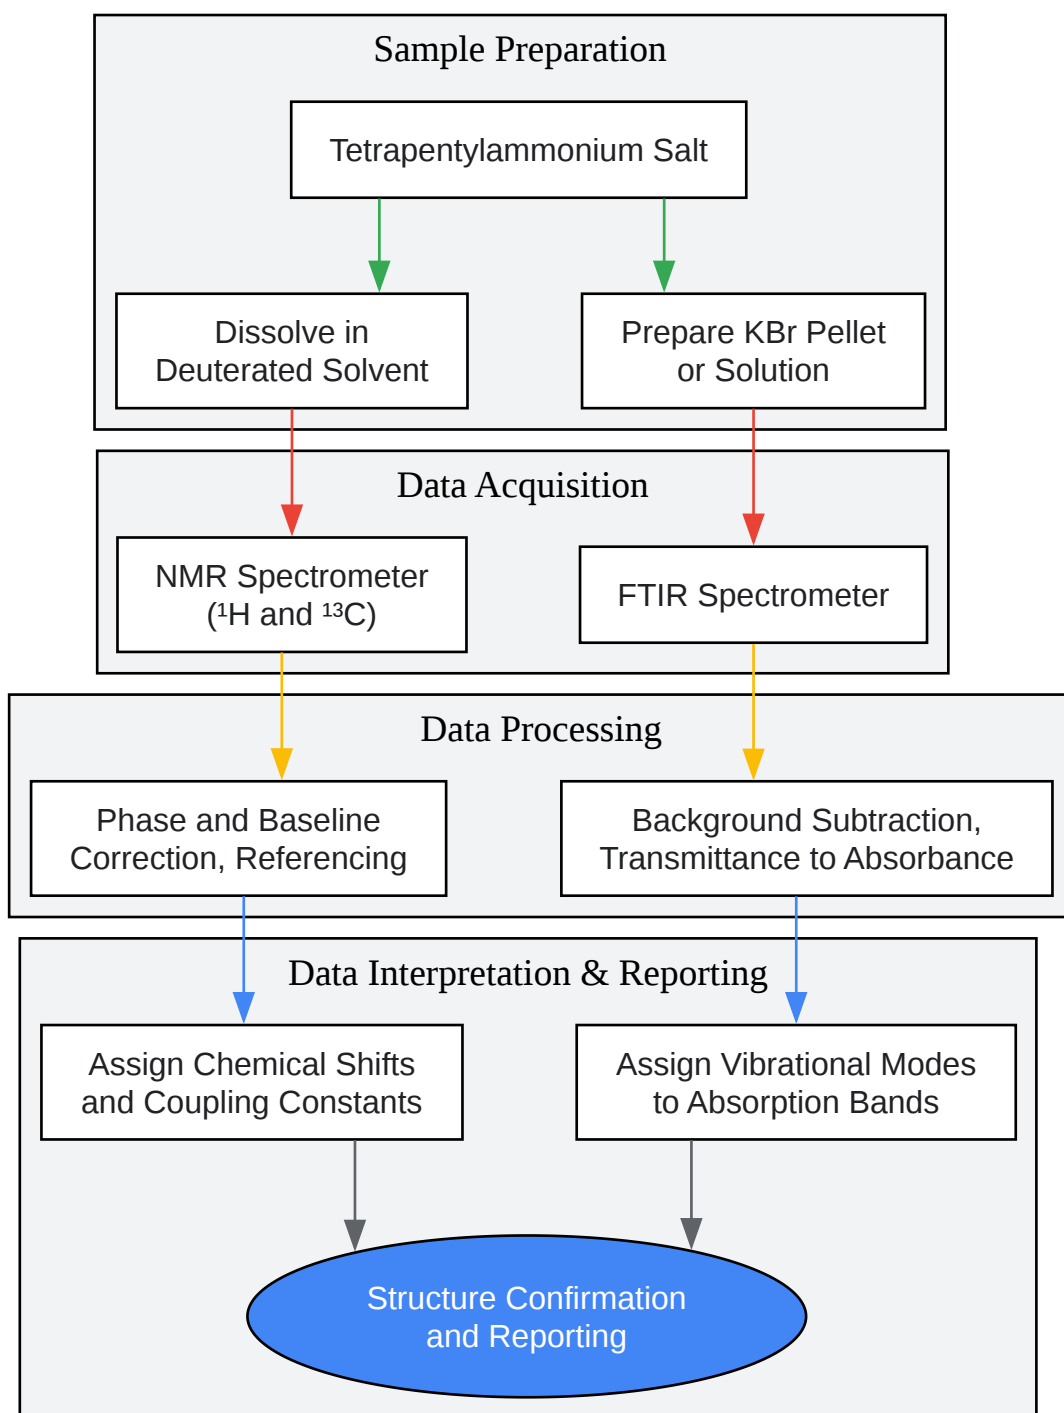 Sample Preparation
Tetrapentylammonium Salt
Dissolve in
Deuterated Solvent
Prepare KBr Pellet
or Solution
Data Acquisition
NMR Spectrometer
(¹H and ¹³C)
FTIR Spectrometer
Data Processing
Phase and Baseline
Correction, Referencing
Background Subtraction,
Transmittance to Absorbance
Data Interpretation & Reporting
Assign Chemical Shifts
and Coupling Constants
Assign Vibrational Modes
to Absorption Bands
Structure Confirmation
and Reporting